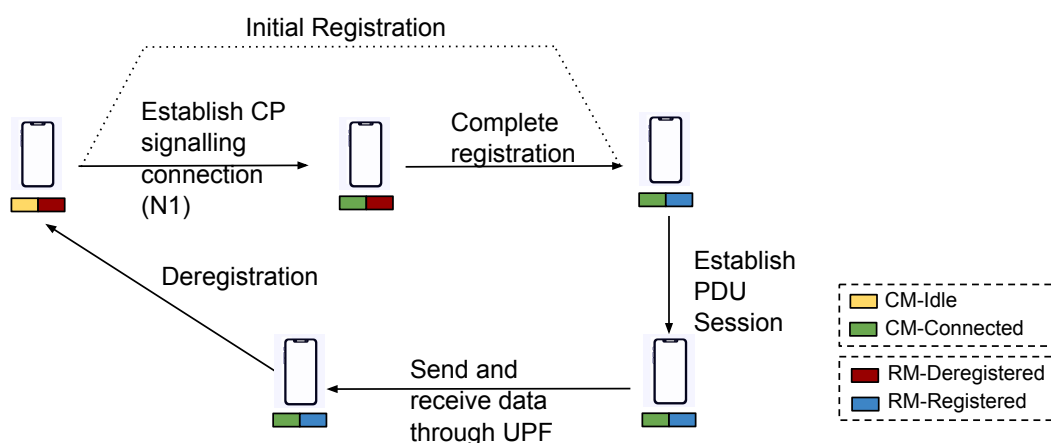 Initial Registration
Establish CP
signalling
connection
(N1)
Complete
registration
Establish
PDU
Session
Deregistration
Send and
receive data
through UPF
CM-Idle
CM-Connected
RM-Deregistered
RM-Registered